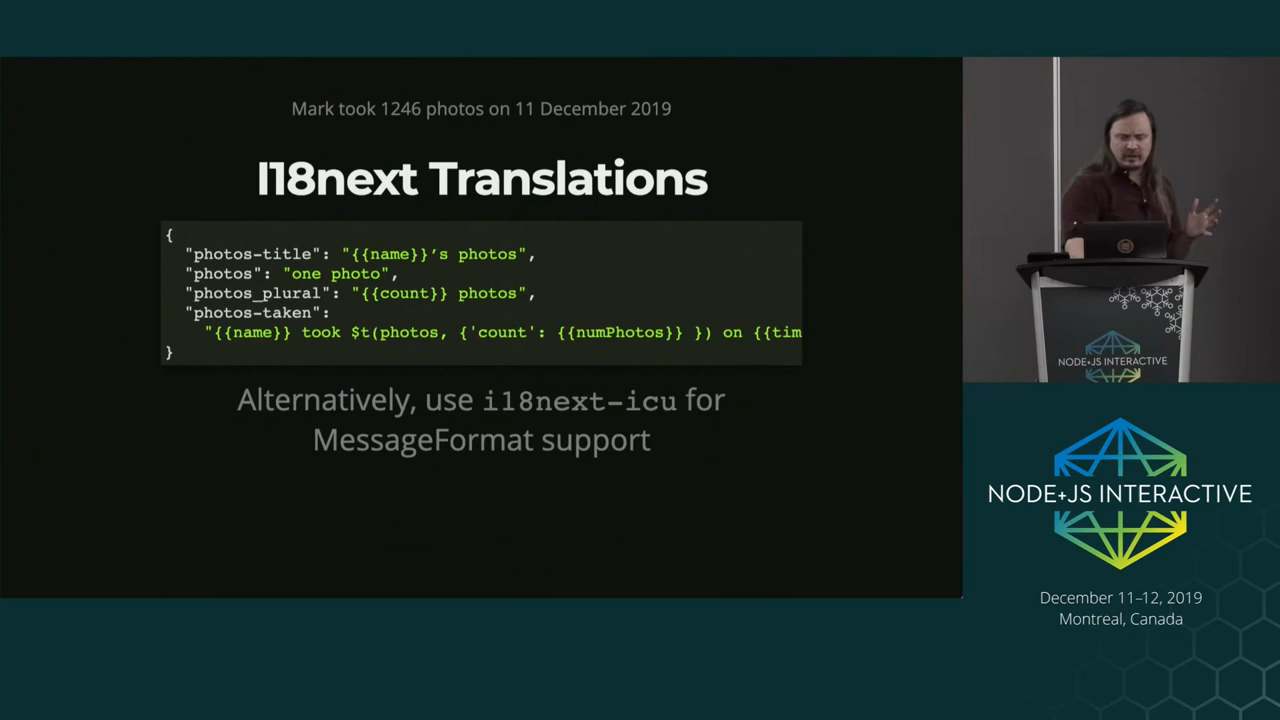 Mark took 1246 photos on 11 December 2019
I18next Translations
{
"photos-title": "{{name}}’s photos",
"photos": "one photo",
"photos_plural": "{{count}} photos",
"photos-taken":
"{{name}} took $t(photos, {'count': {{numPhotos}} }) on {{tim
}
Alternatively, use i18next-icu for
MessageFormat support
NODE+JS INTERACTIVE
NODE+JS INTERACTIVE
December 11–12, 2019
Montreal, Canada